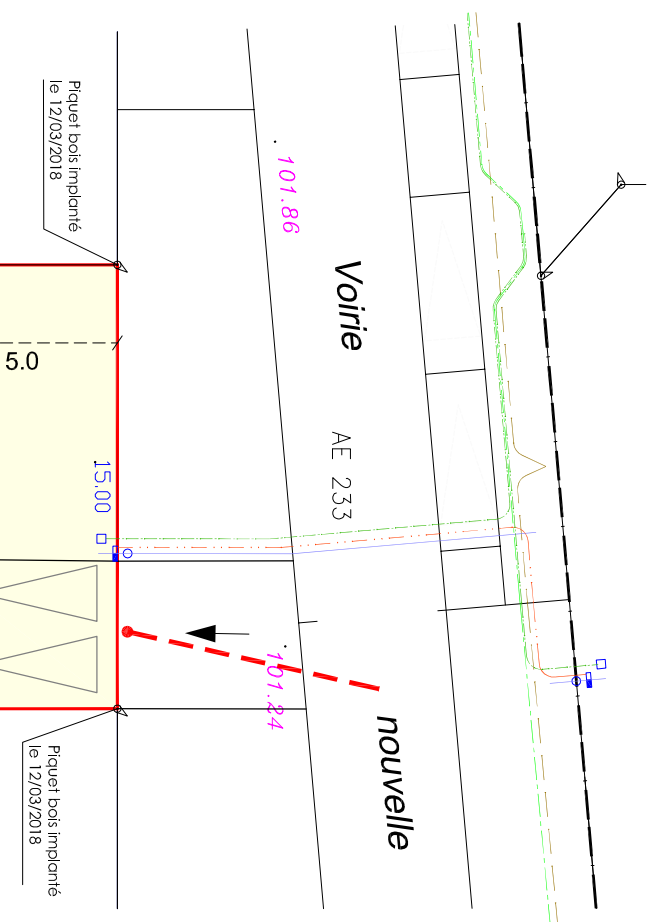 Piquet bois implanté
le 12/03/2018
101.86
Voirie
5.0
AE 233
15.00
101.24
nouvelle
Piquet bois implanté
le 12/03/2018